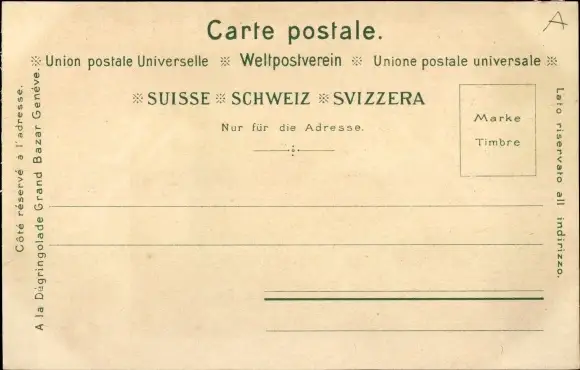 Carte postale.
A
Union postale Universelle ※ Weltpostverein ※ Unione postale universale
※ SUISSE ※ SCHWEIZ ※ SVIZZERA
Nur für die Adresse.
Marke
Timbre
Côté réservé à l'adresse.
A la Dégringolade Grand Bazar Genève.
Lato riservato all indirizzo.